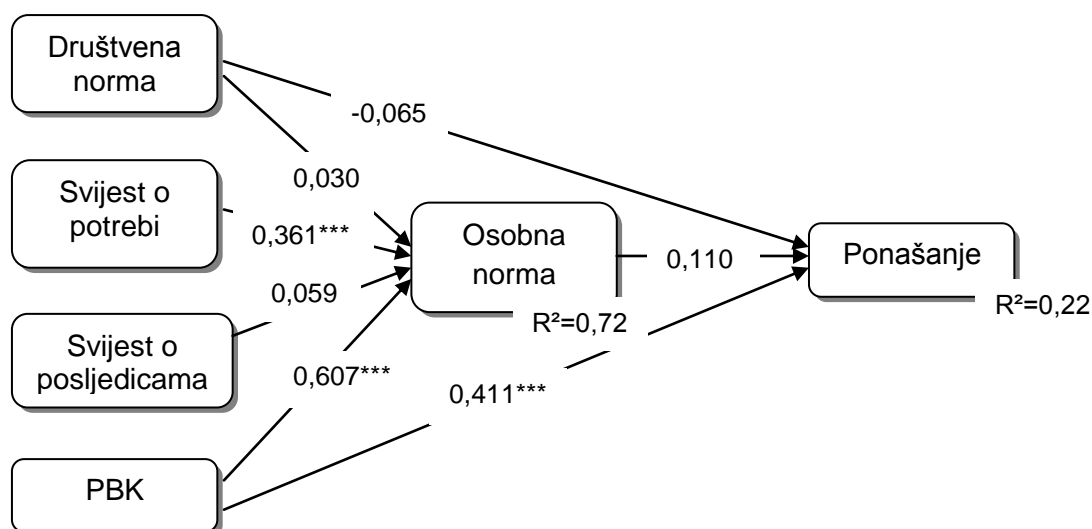 Društvena
norma
-0,065
Svijest o
potrebi
0,030
0,361***
Osobna
norma
R²=0,72
0,110
Ponašanje
R²=0,22
0,059
Svijest o
posljedicama
0,607***
0,411***
PBK